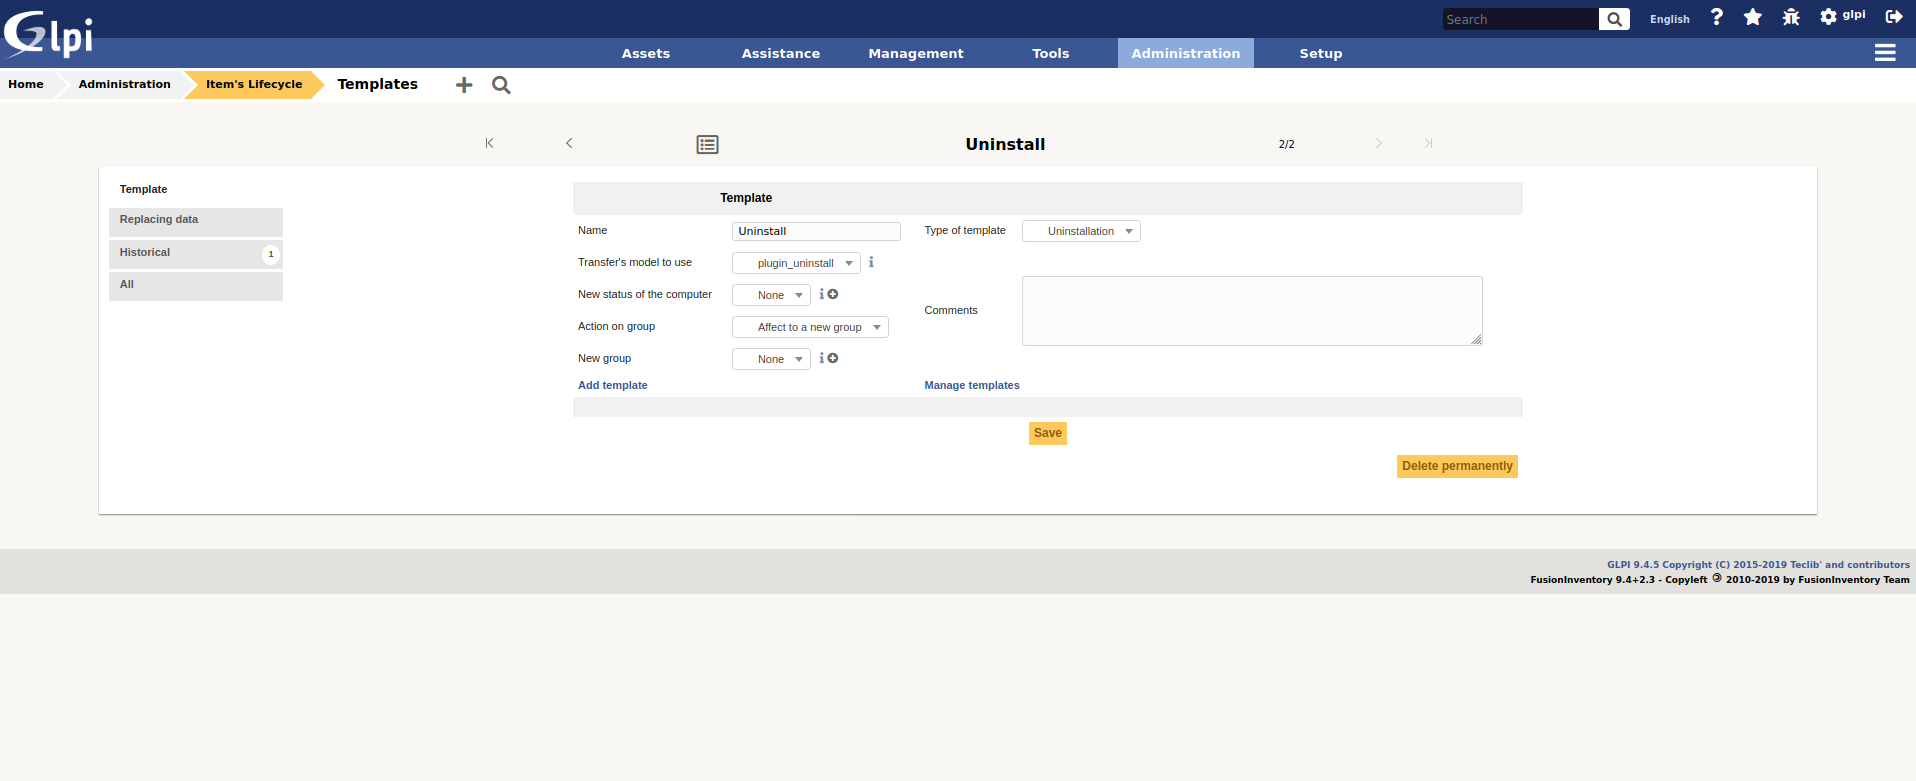 Glpi
Search
English
glpi
Assets Assistance Management Tools Administration Setup
Home Administration Item's Lifecycle Templates
Uninstall 2/2
Template
Replacing data
Historical 1
All
Template
Name Uninstall Type of template Uninstallation
Transfer's model to use plugin_uninstall
New status of the computer None
Action on group Affect to a new group
Comments
New group None
Add template Manage templates
Save
Delete permanently
GLPI 9.4.5 Copyright (C) 2015-2019 Teclib' and contributors
FusionInventory 9.4+2.3 - Copyleft 🄯 2010-2019 by FusionInventory Team